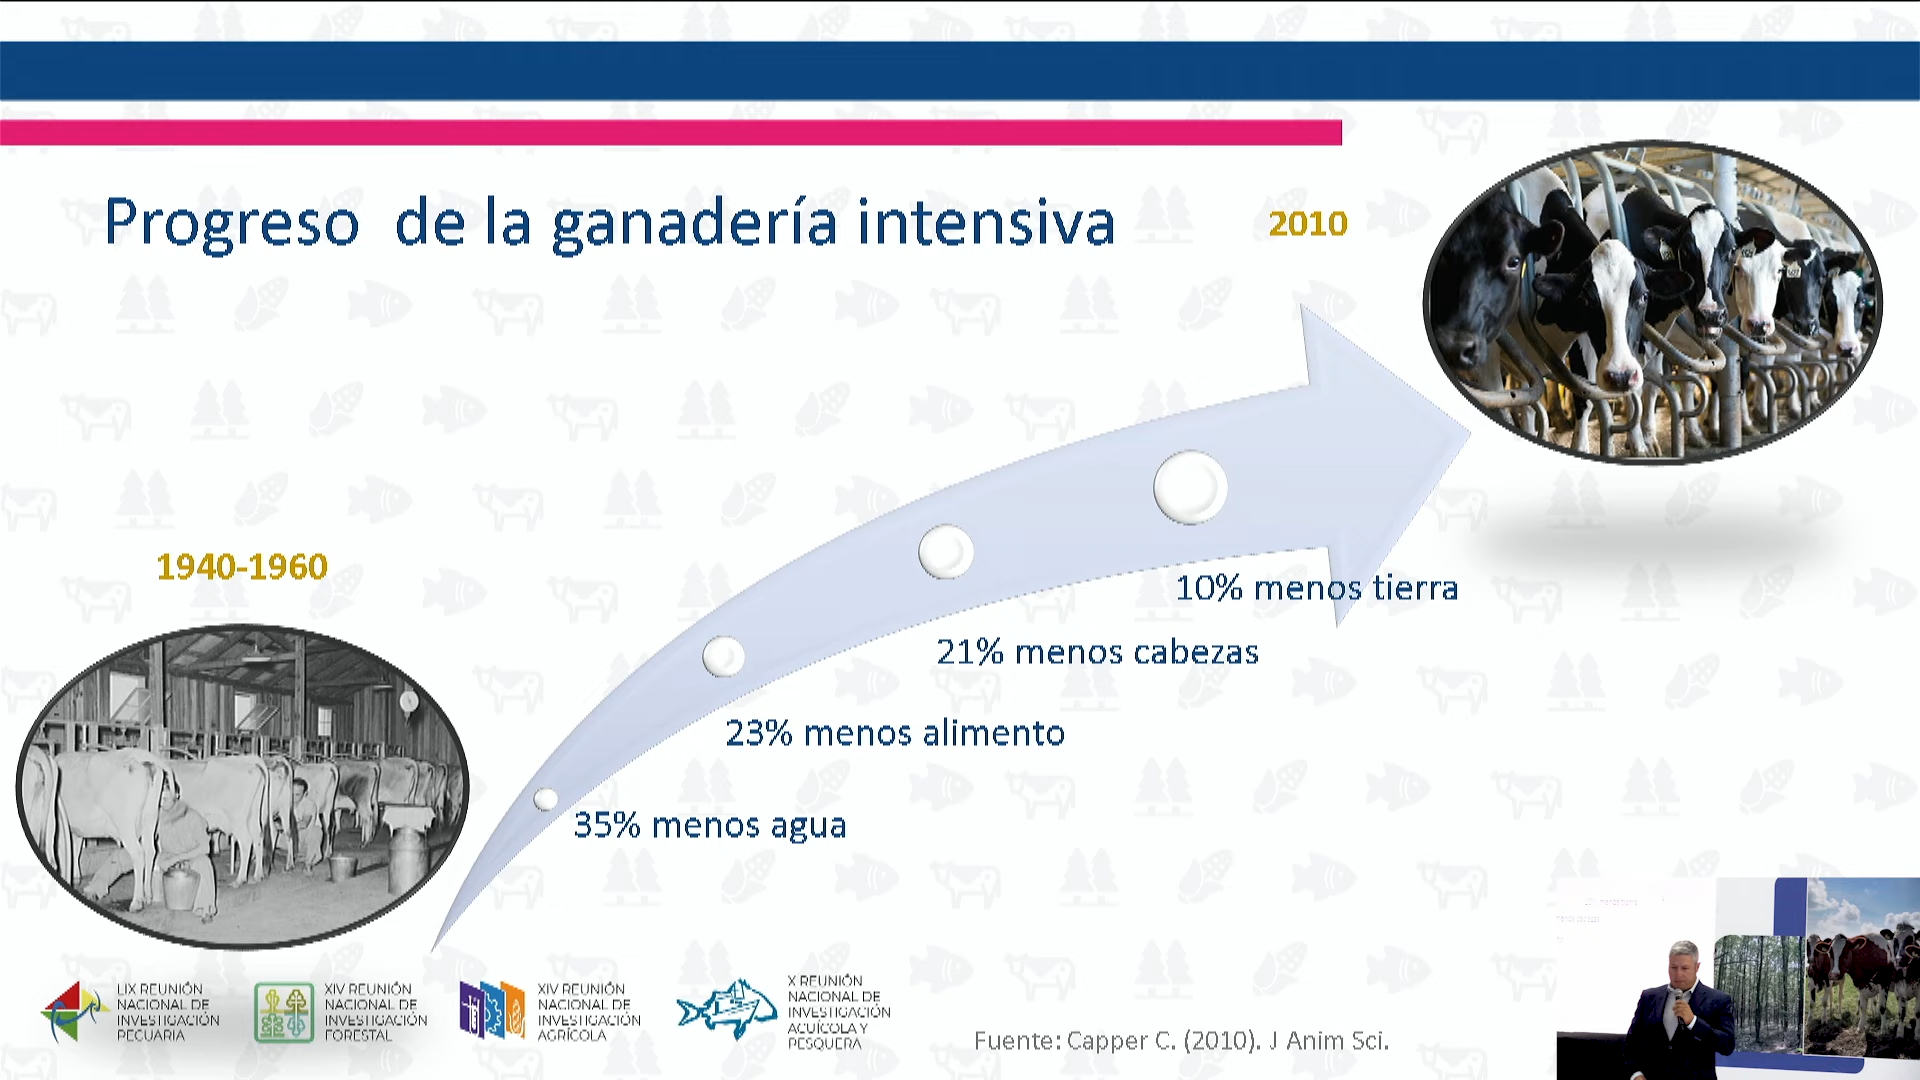 Progreso  de la ganadería intensiva
2010
1940-1960
10% menos tierra
21% menos cabezas
23% menos alimento
35% menos agua
LIX REUNIÓN
NACIONAL DE
INVESTIGACIÓN
PECUARIA
XIV REUNIÓN
NACIONAL DE
INVESTIGACIÓN
FORESTAL
XIV REUNIÓN
NACIONAL DE
INVESTIGACIÓN
AGRÍCOLA
X REUNIÓN
NACIONAL DE
INVESTIGACIÓN
ACUÍCOLA Y
PESQUERA
Fuente: Capper C. (2010). J Anim Sci.